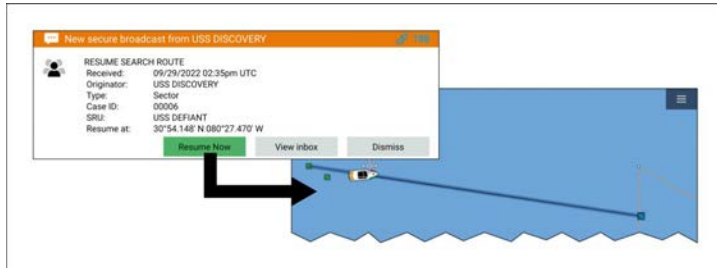 New secure broadcast from USS DISCOVERY
RESUME SEARCH ROUTE
Received: 09/29/2022 02:35pm UTC
Originator: USS DISCOVERY
Type: Sector
Case ID: 00006
SRU: USS DEFIANT
Resume at: 30°54.148' N 080°27.470' W
Resume Now View inbox Dismiss